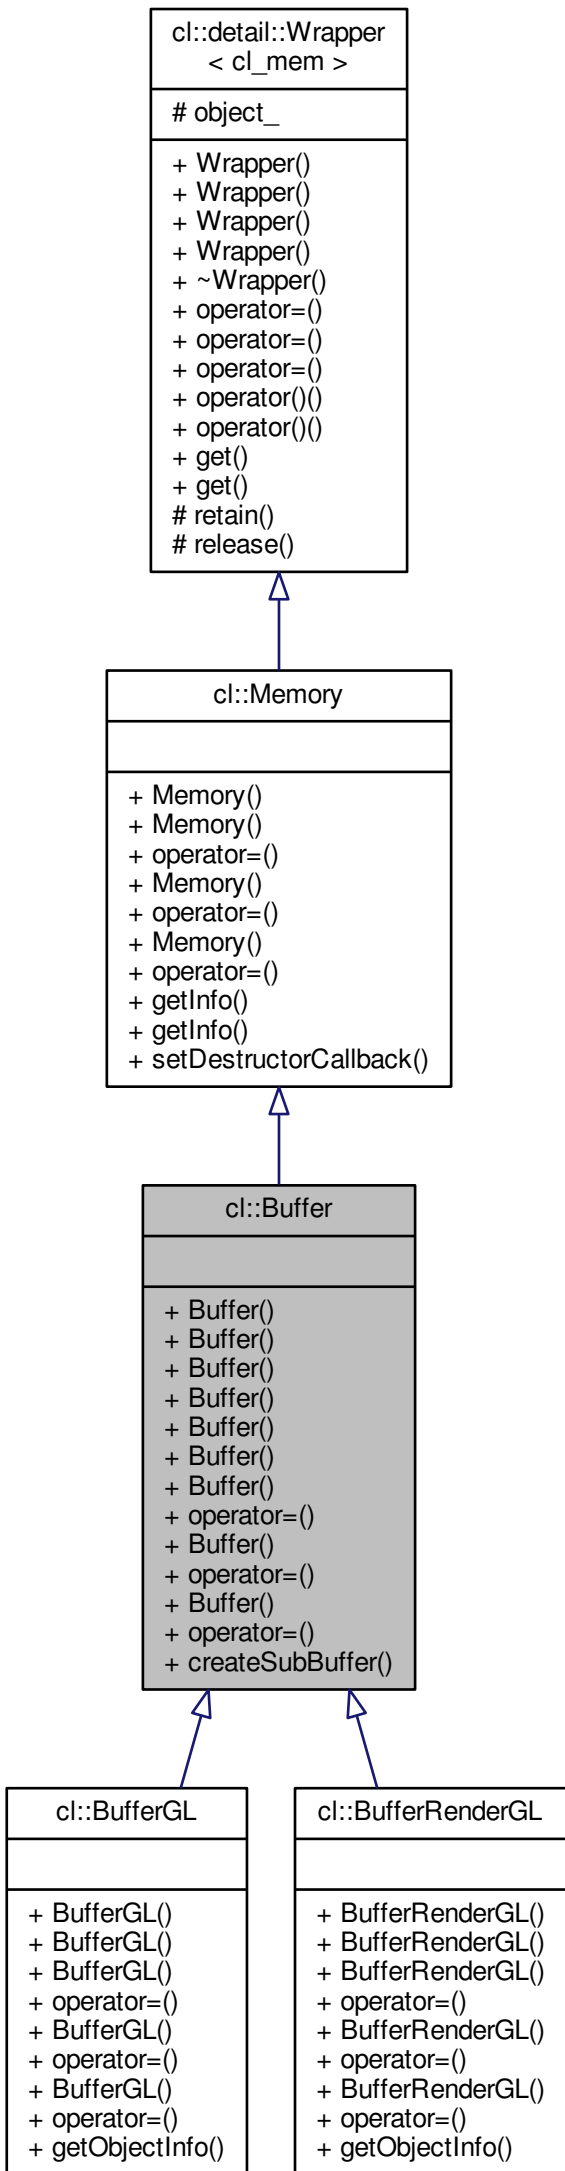 cl::detail::Wrapper
< cl_mem >
# object_
+ Wrapper()
+ Wrapper()
+ Wrapper()
+ Wrapper()
+ ~Wrapper()
+ operator=()
+ operator=()
+ operator=()
+ operator()()
+ operator()()
+ get()
+ get()
# retain()
# release()
cl::Memory
+ Memory()
+ Memory()
+ operator=()
+ Memory()
+ operator=()
+ Memory()
+ operator=()
+ getInfo()
+ getInfo()
+ setDestructorCallback()
cl::Buffer
+ Buffer()
+ Buffer()
+ Buffer()
+ Buffer()
+ Buffer()
+ Buffer()
+ Buffer()
+ operator=()
+ Buffer()
+ operator=()
+ Buffer()
+ operator=()
+ createSubBuffer()
cl::BufferGL
+ BufferGL()
+ BufferGL()
+ BufferGL()
+ operator=()
+ BufferGL()
+ operator=()
+ BufferGL()
+ operator=()
+ getObjectInfo()
cl::BufferRenderGL
+ BufferRenderGL()
+ BufferRenderGL()
+ BufferRenderGL()
+ operator=()
+ BufferRenderGL()
+ operator=()
+ BufferRenderGL()
+ operator=()
+ getObjectInfo()